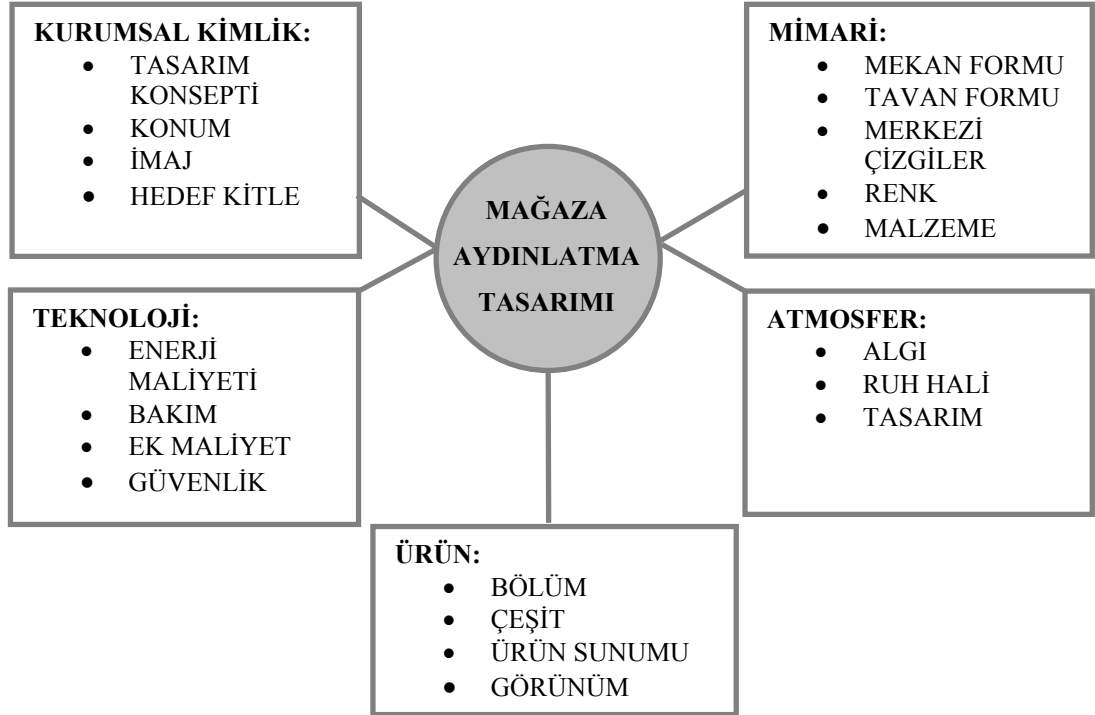 KURUMSAL KİMLİK:
• TASARIM
KONSEPTİ
• KONUM
• İMAJ
• HEDEF KİTLE
MİMARİ:
• MEKAN FORMU
• TAVAN FORMU
• MERKEZİ
ÇİZGİLER
• RENK
• MALZEME
MAĞAZA
AYDINLATMA
TASARIMI
TEKNOLOJİ:
• ENERJİ
MALİYETİ
• BAKIM
• EK MALİYET
• GÜVENLİK
ATMOSFER:
• ALGI
• RUH HALİ
• TASARIM
ÜRÜN:
• BÖLÜM
• ÇEŞİT
• ÜRÜN SUNUMU
• GÖRÜNÜM